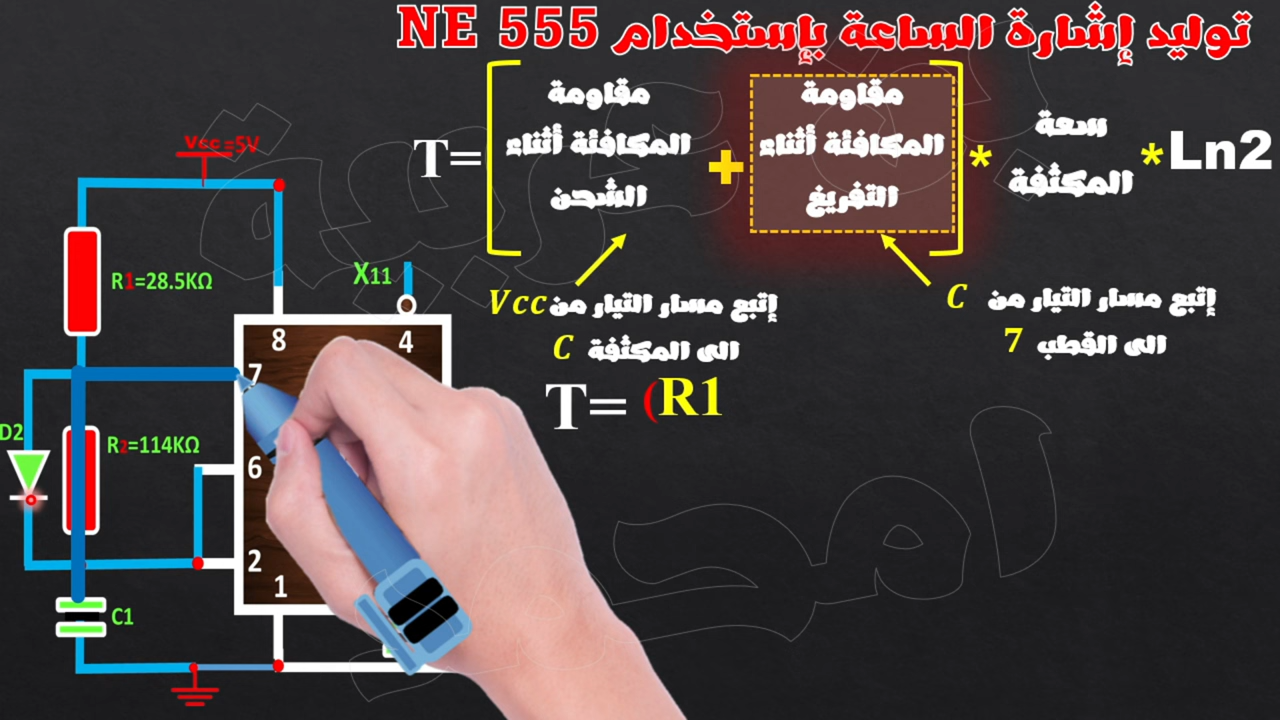 توليد إشارة الساعة بإستخدام NE 555
T= [ مقاومة المكافئة أثناء الشحن + مقاومة المكافئة أثناء التفريغ ] * سعة المكثفة * Ln2
إتبع مسار التيار من Vcc
الى المكثفة C
إتبع مسار التيار من C
الى القطب 7
T= (R1
Vcc=5V
R1=28.5KΩ
X11
8
4
7
D2
R2=114KΩ
6
2
1
C1
أمجد